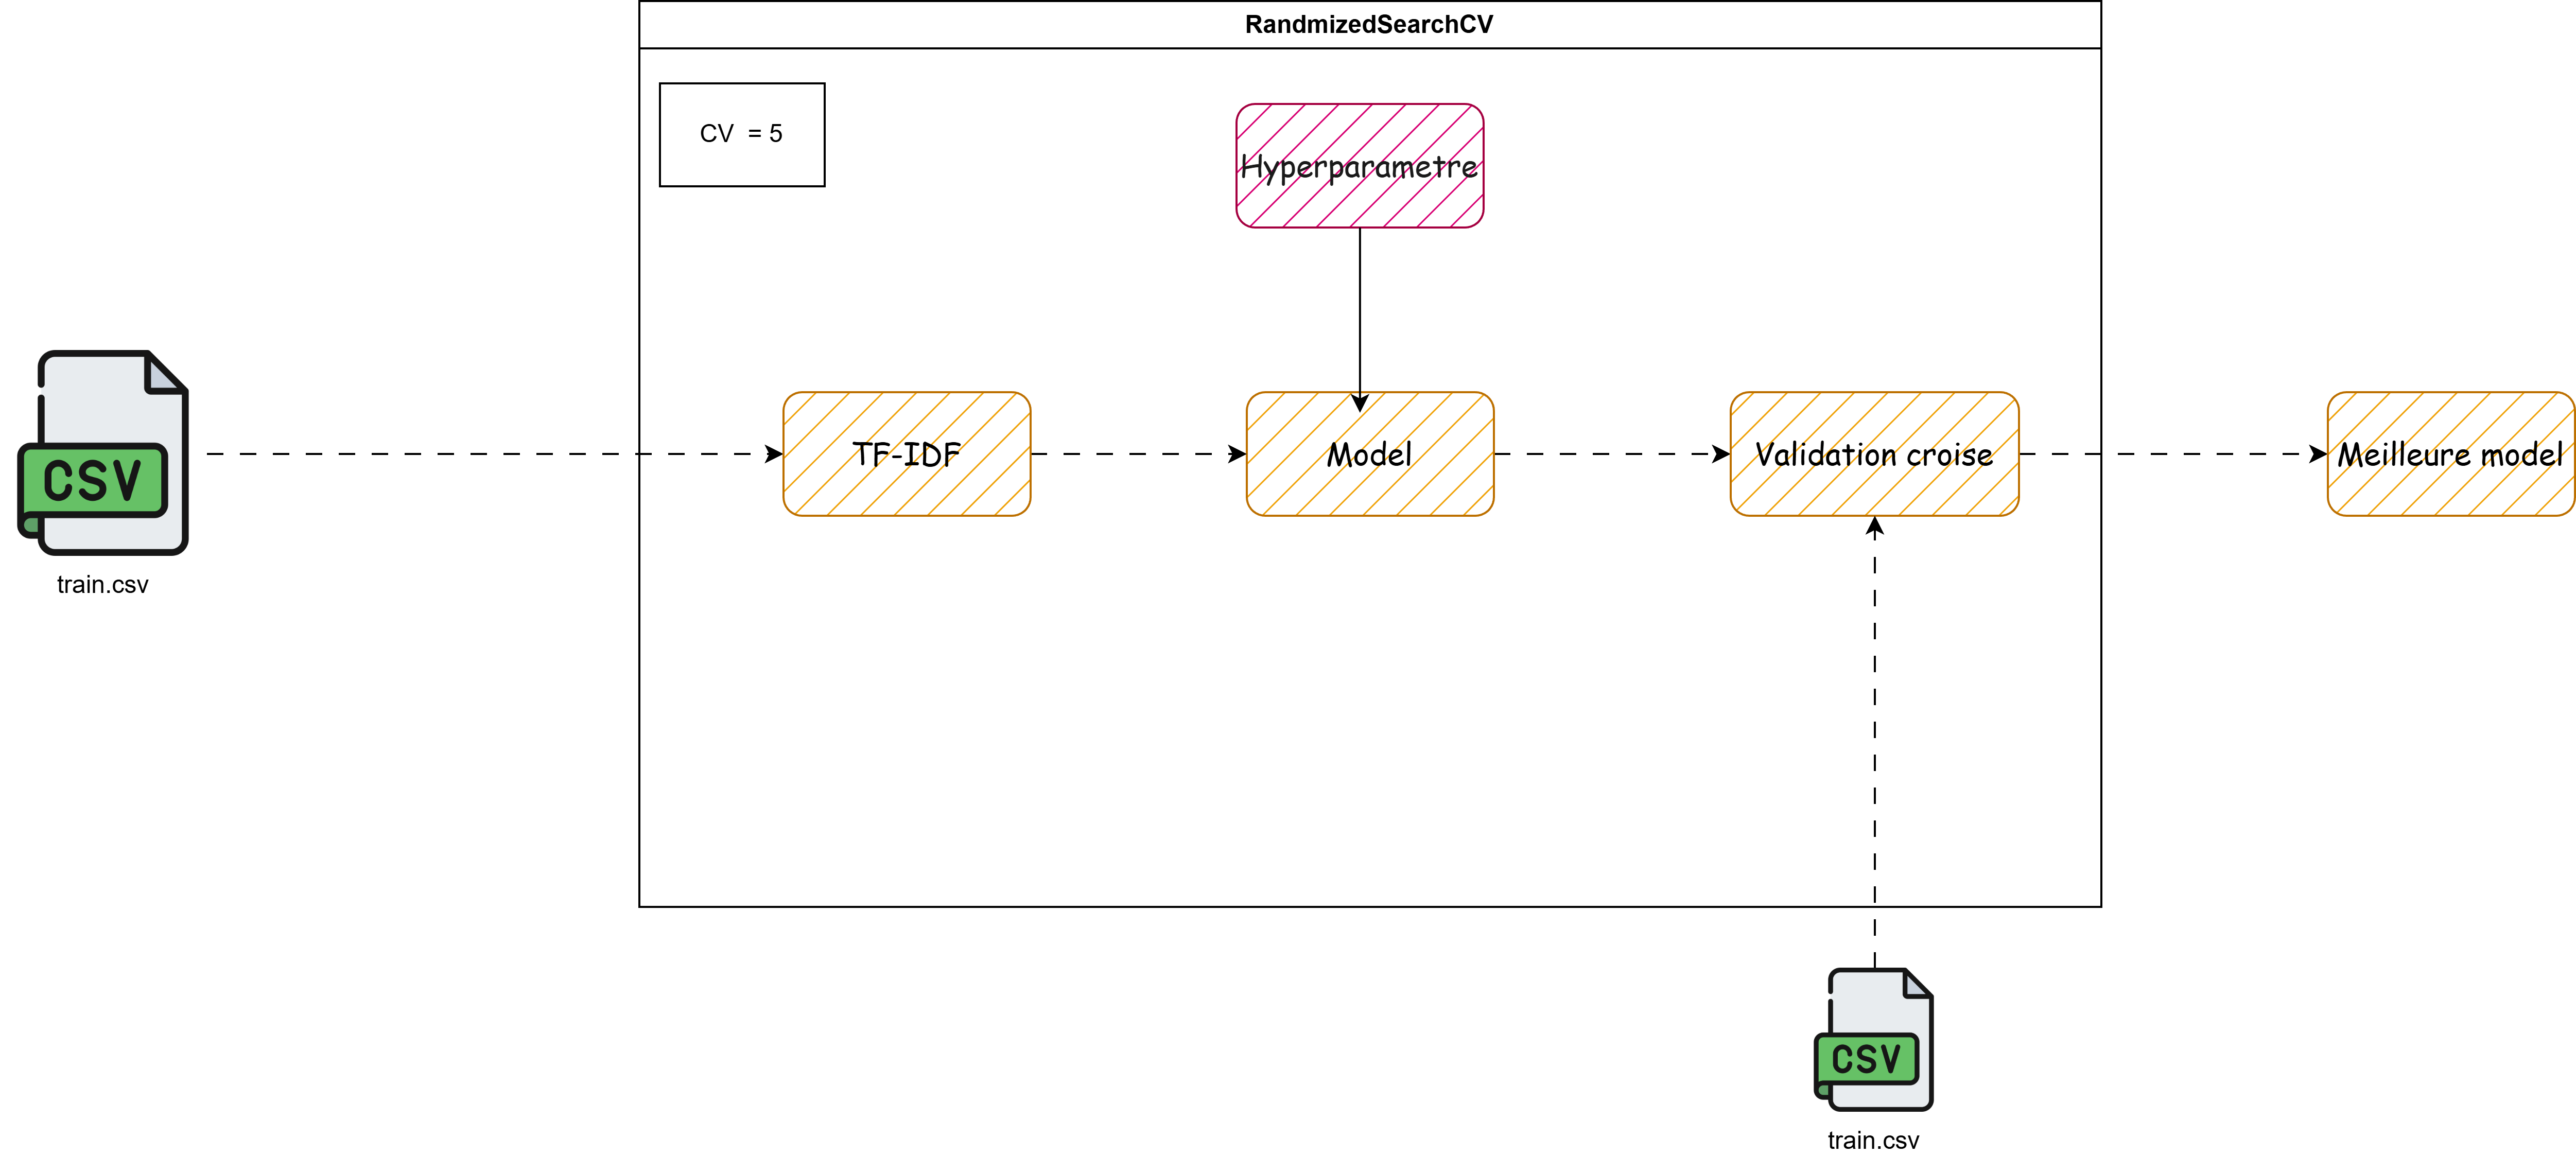 RandmizedSearchCV
CV = 5
Hyperparametre
CSV
train.csv
TF-IDF
Model
Validation croise
Meilleure model
CSV
train.csv